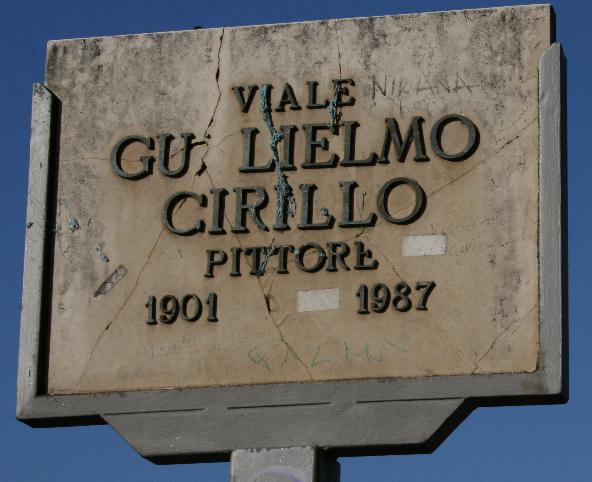 VIALE
GU LIELMO
CIRILLO
PITTORE
1901 1987